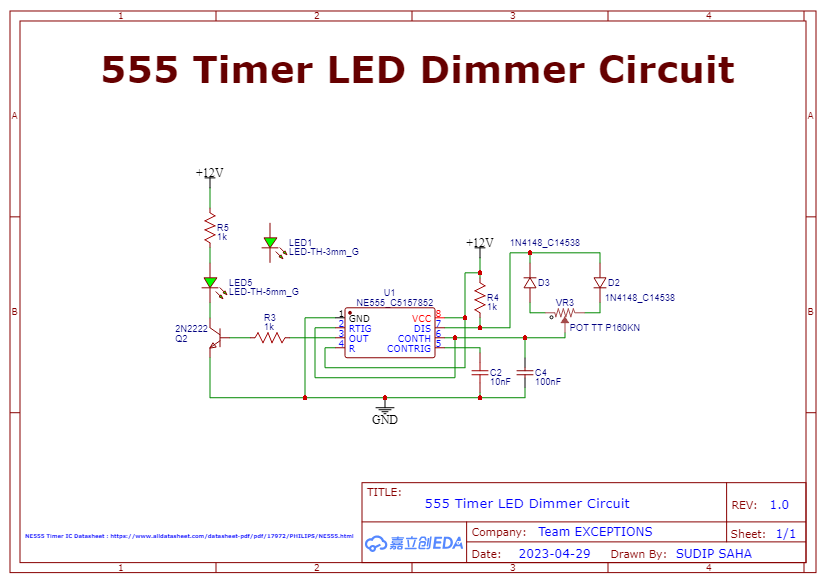 1 2 3 4
555 Timer LED Dimmer Circuit
A A
+12V
R5
1k
LED1
LED-TH-3mm_G
+12V
1N4148_C14538
LED5
LED-TH-5mm_G
D3
D2
1N4148_C14538
R4
1k
U1
NE555_C5157852
VR3
POT TT P160KN
B B
2N2222
Q2
R3
1k
1 GND VCC 8
2 RTIG DIS 7
3 OUT CONTH 6
4 R CONTRIG 5
C2
10nF
C4
100nF
GND
TITLE:
555 Timer LED Dimmer Circuit
REV: 1.0
NE555 Timer IC Datasheet : https://www.alldatasheet.com/datasheet-pdf/pdf/17972/PHILIPS/NE555.html
嘉立创EDA
Company: Team EXCEPTIONS
Sheet: 1/1
Date: 2023-04-29 Drawn By: SUDIP SAHA
1 2 3 4